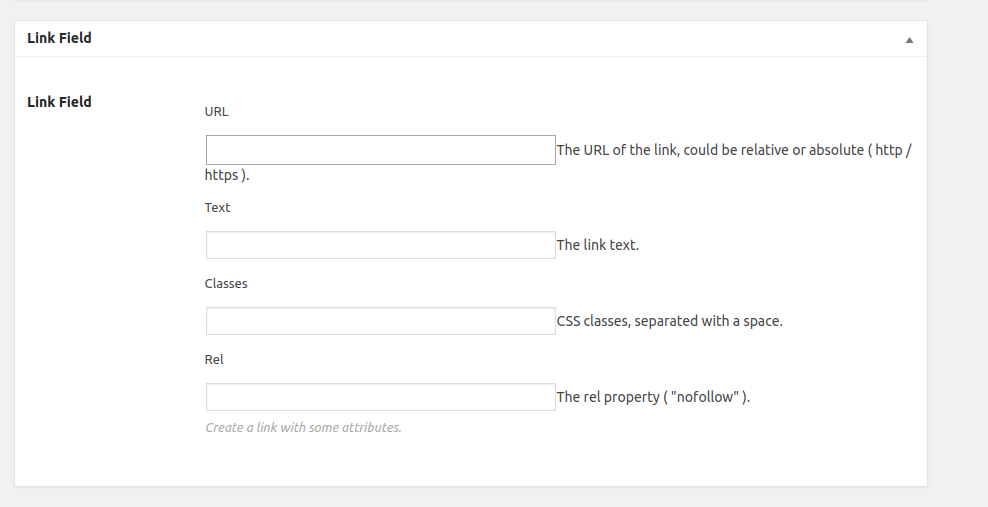 Link Field
Link Field
URL
The URL of the link, could be relative or absolute ( http /
https ).
Text
The link text.
Classes
CSS classes, separated with a space.
Rel
The rel property ( "nofollow" ).
Create a link with some attributes.